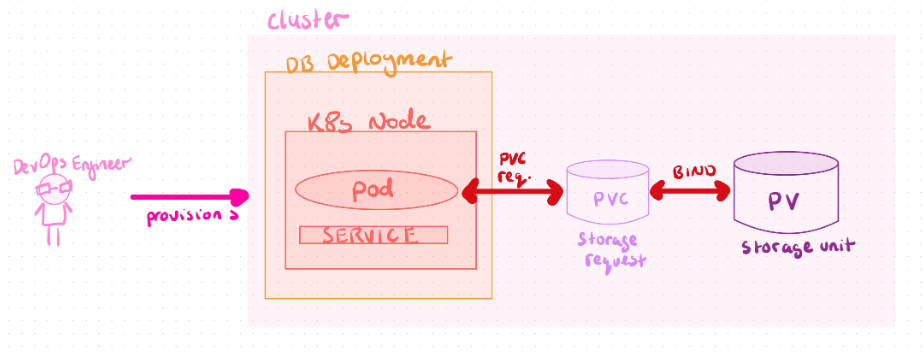 Cluster
DB Deployment
K8s Node
DevOps Engineer
provisions
Pod
SERVICE
PVC
req.
PVC
Storage
request
BIND
PV
Storage unit